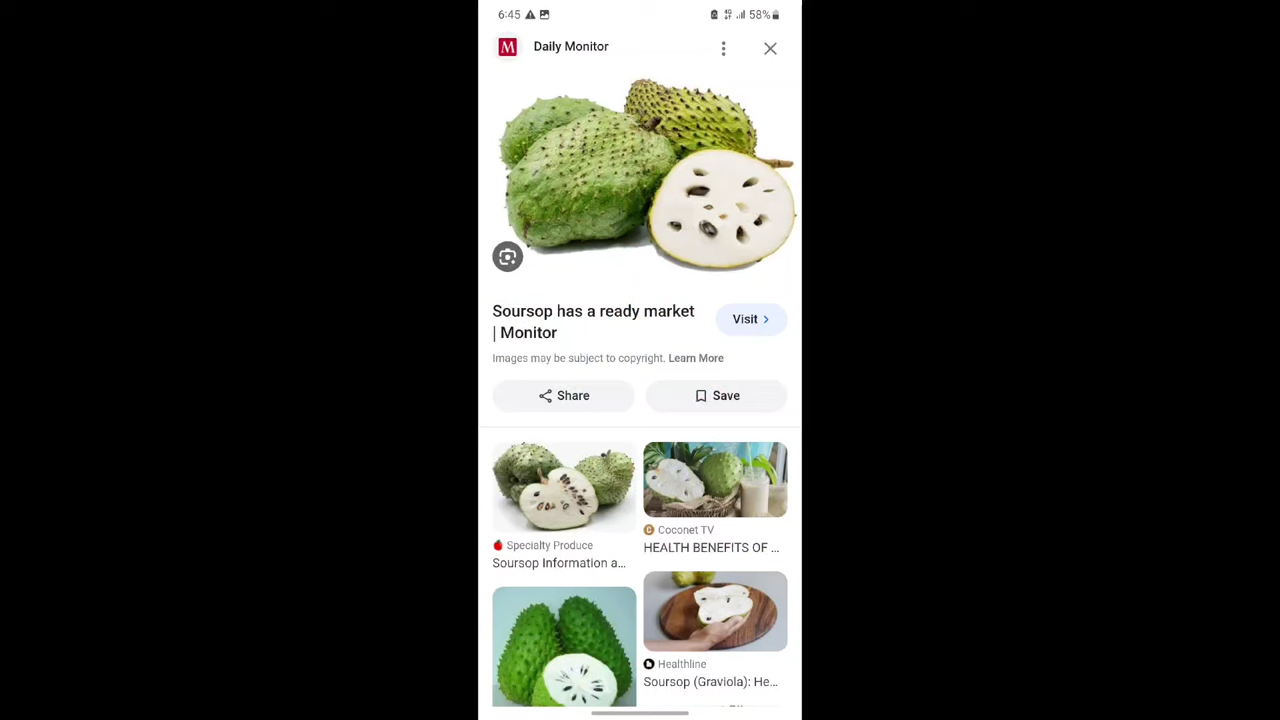 6:45
58%
Daily Monitor
Soursop has a ready market
| Monitor
Visit
Images may be subject to copyright. Learn More
Share
Save
Specialty Produce
Soursop Information a...
Coconet TV
HEALTH BENEFITS OF ...
Healthline
Soursop (Graviola): He...